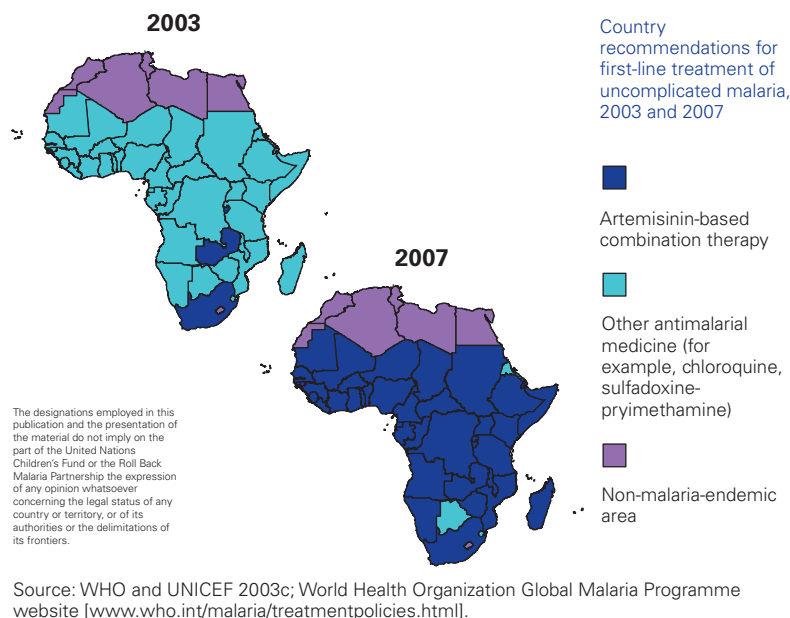 2003
Country
recommendations for
first-line treatment of
uncomplicated malaria,
2003 and 2007
Artemisinin-based
combination therapy
2007
Other antimalarial
medicine (for
example, chloroquine,
sulfadoxine-
pryimethamine)
Non-malaria-endemic
area
The designations employed in this
publication and the presentation of
the material do not imply on the
part of the United Nations
Children's Fund or the Roll Back
Malaria Partnership the expression
of any opinion whatsoever
concerning the legal status of any
country or territory, or of its
authorities or the delimitations of
its frontiers.
Source: WHO and UNICEF 2003c; World Health Organization Global Malaria Programme
website [www.who.int/malaria/treatmentpolicies.html].